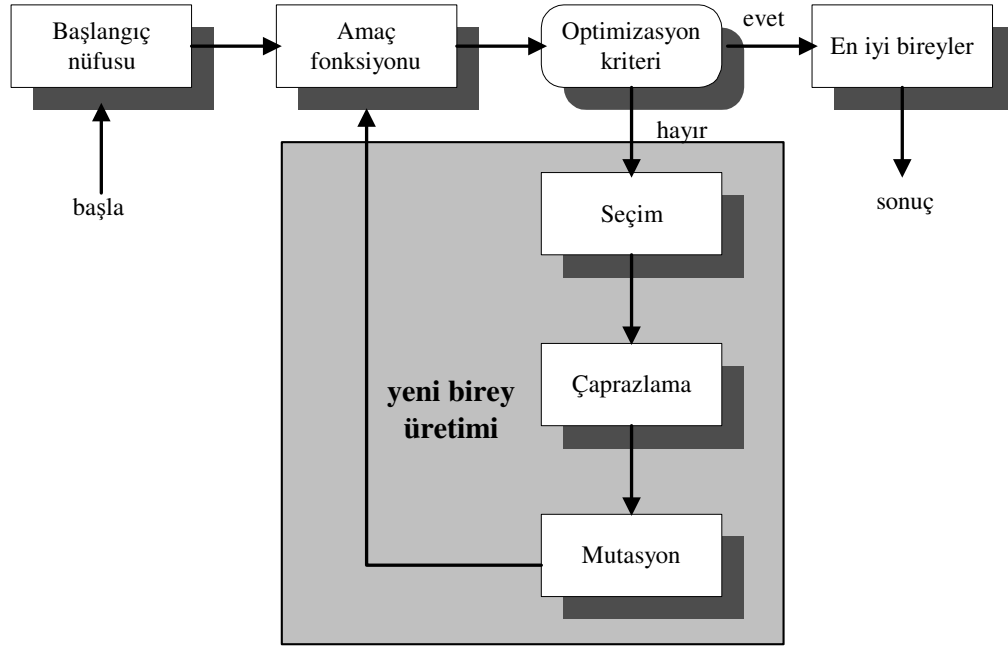 Başlangıç
nüfusu
Amaç
fonksiyonu
Optimizasyon
kriteri
evet
En iyi bireyler
hayır
başla
sonuç
Seçim
Çaprazlama
yeni birey
üretimi
Mutasyon